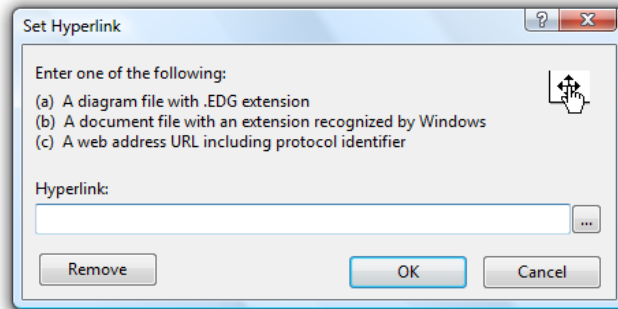 Set Hyperlink
Enter one of the following:
(a) A diagram file with .EDG extension
(b) A document file with an extension recognized by Windows
(c) A web address URL including protocol identifier
Hyperlink:
...
Remove
OK
Cancel